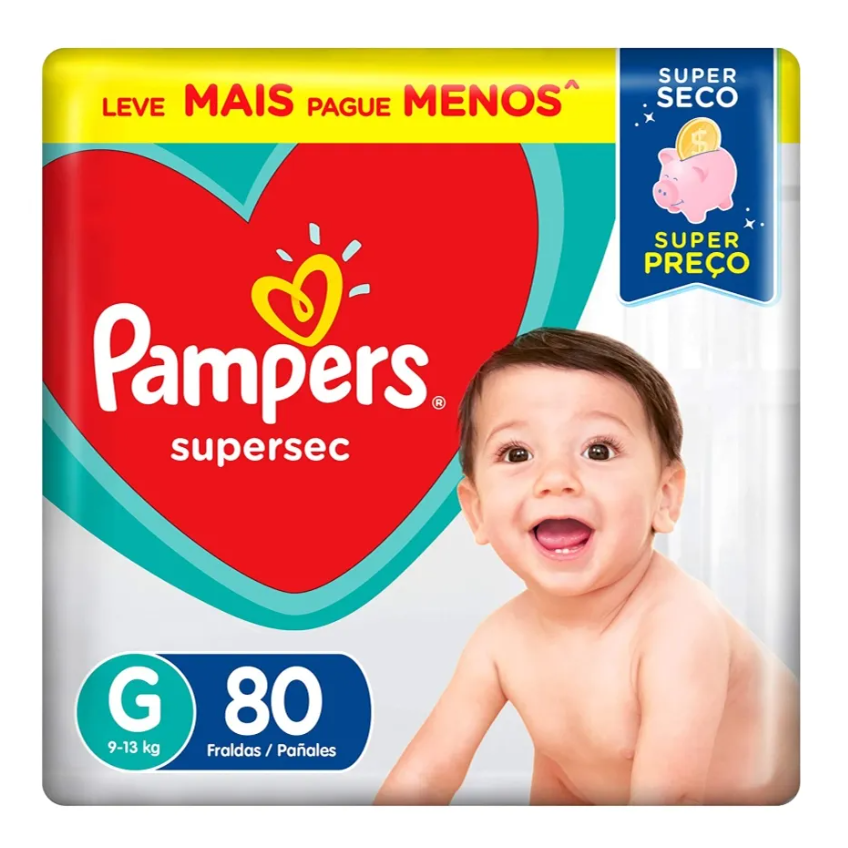 LEVE MAIS PAGUE MENOS^
SUPER
SECO
$
SUPER
PREÇO
Pampers®
supersec
G
9-13 kg
80
Fraldas / Pañales